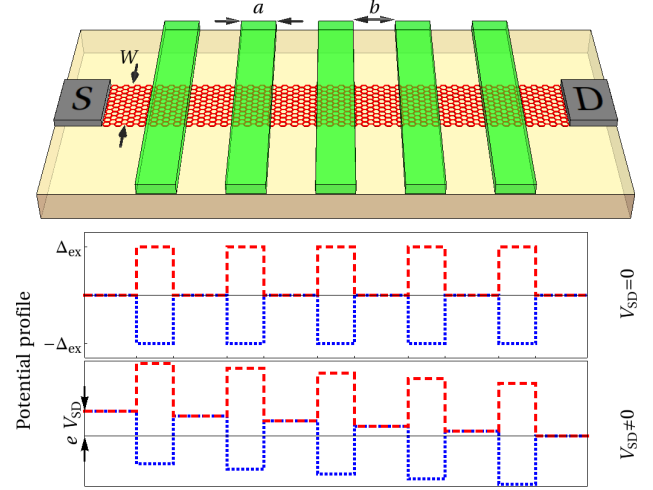 a b
W
S D
Δex
−Δex
Potential profile
VSD=0
e VSD
VSD≠0